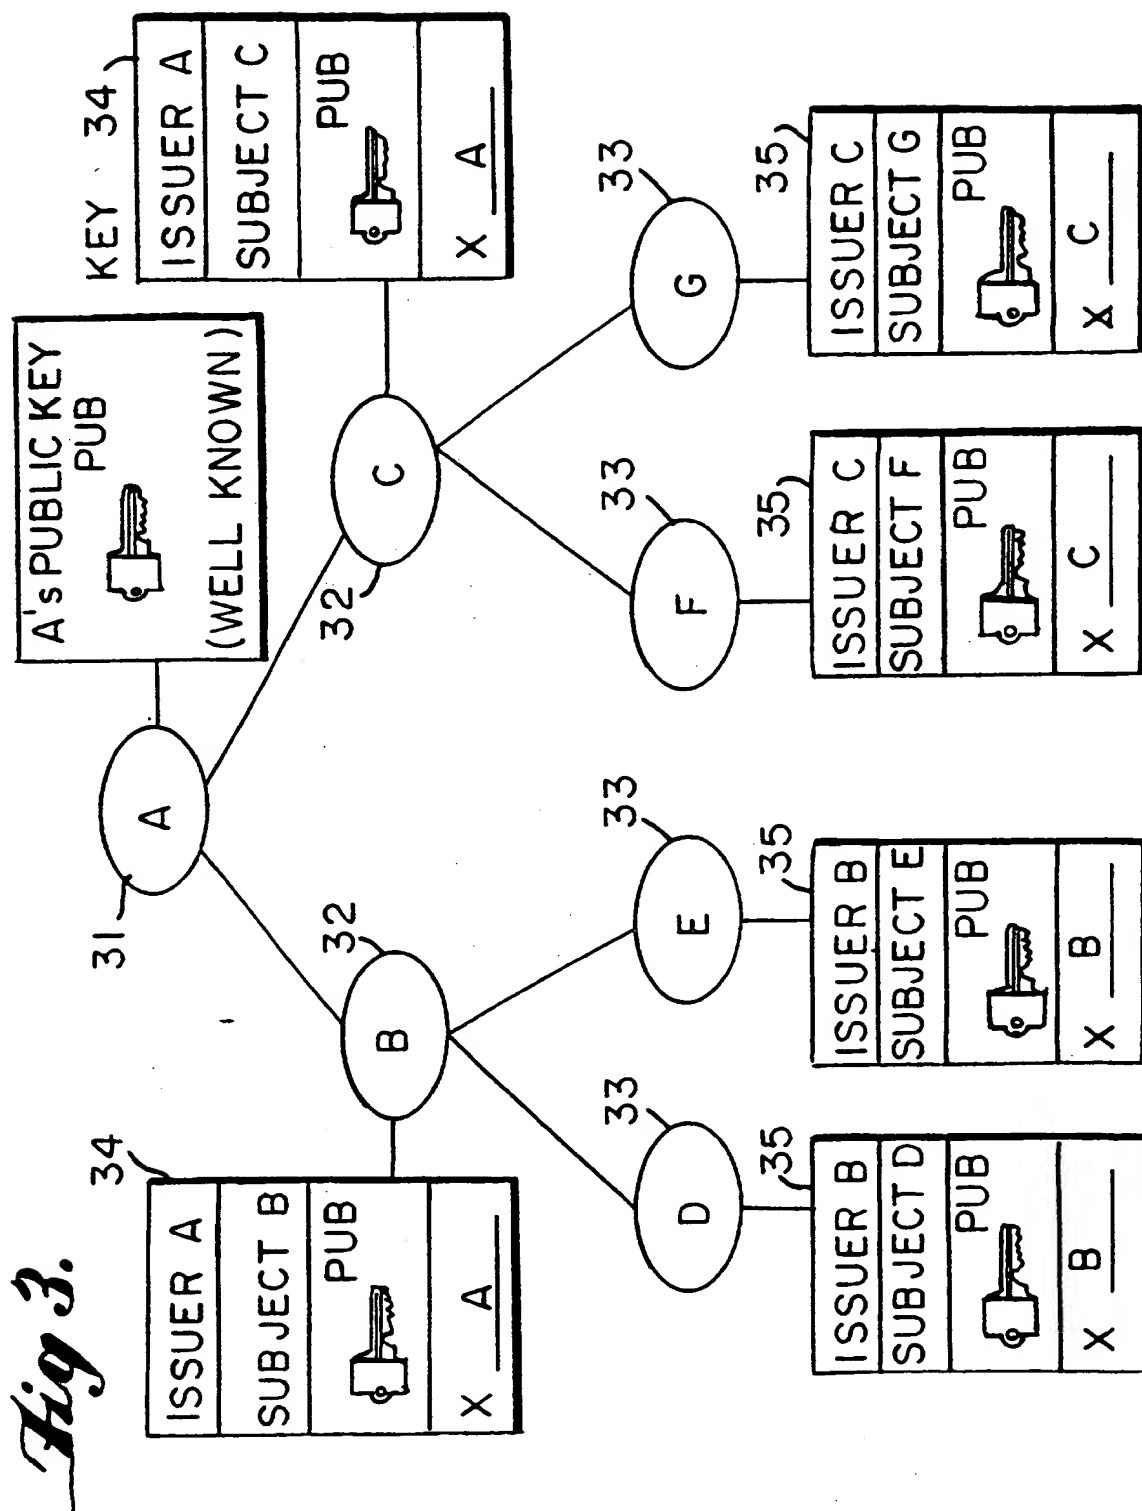 Fig 3.
A's PUBLIC KEY
PUB
(WELL KNOWN)
31
A
KEY 34
ISSUER A
SUBJECT C
PUB
X A
34
ISSUER A
SUBJECT B
PUB
X A
32
B
32
C
33
D
33
E
33
F
33
G
35
ISSUER B
SUBJECT D
PUB
X B
35
ISSUER B
SUBJECT E
PUB
X B
35
ISSUER C
SUBJECT F
PUB
X C
35
ISSUER C
SUBJECT G
PUB
X C